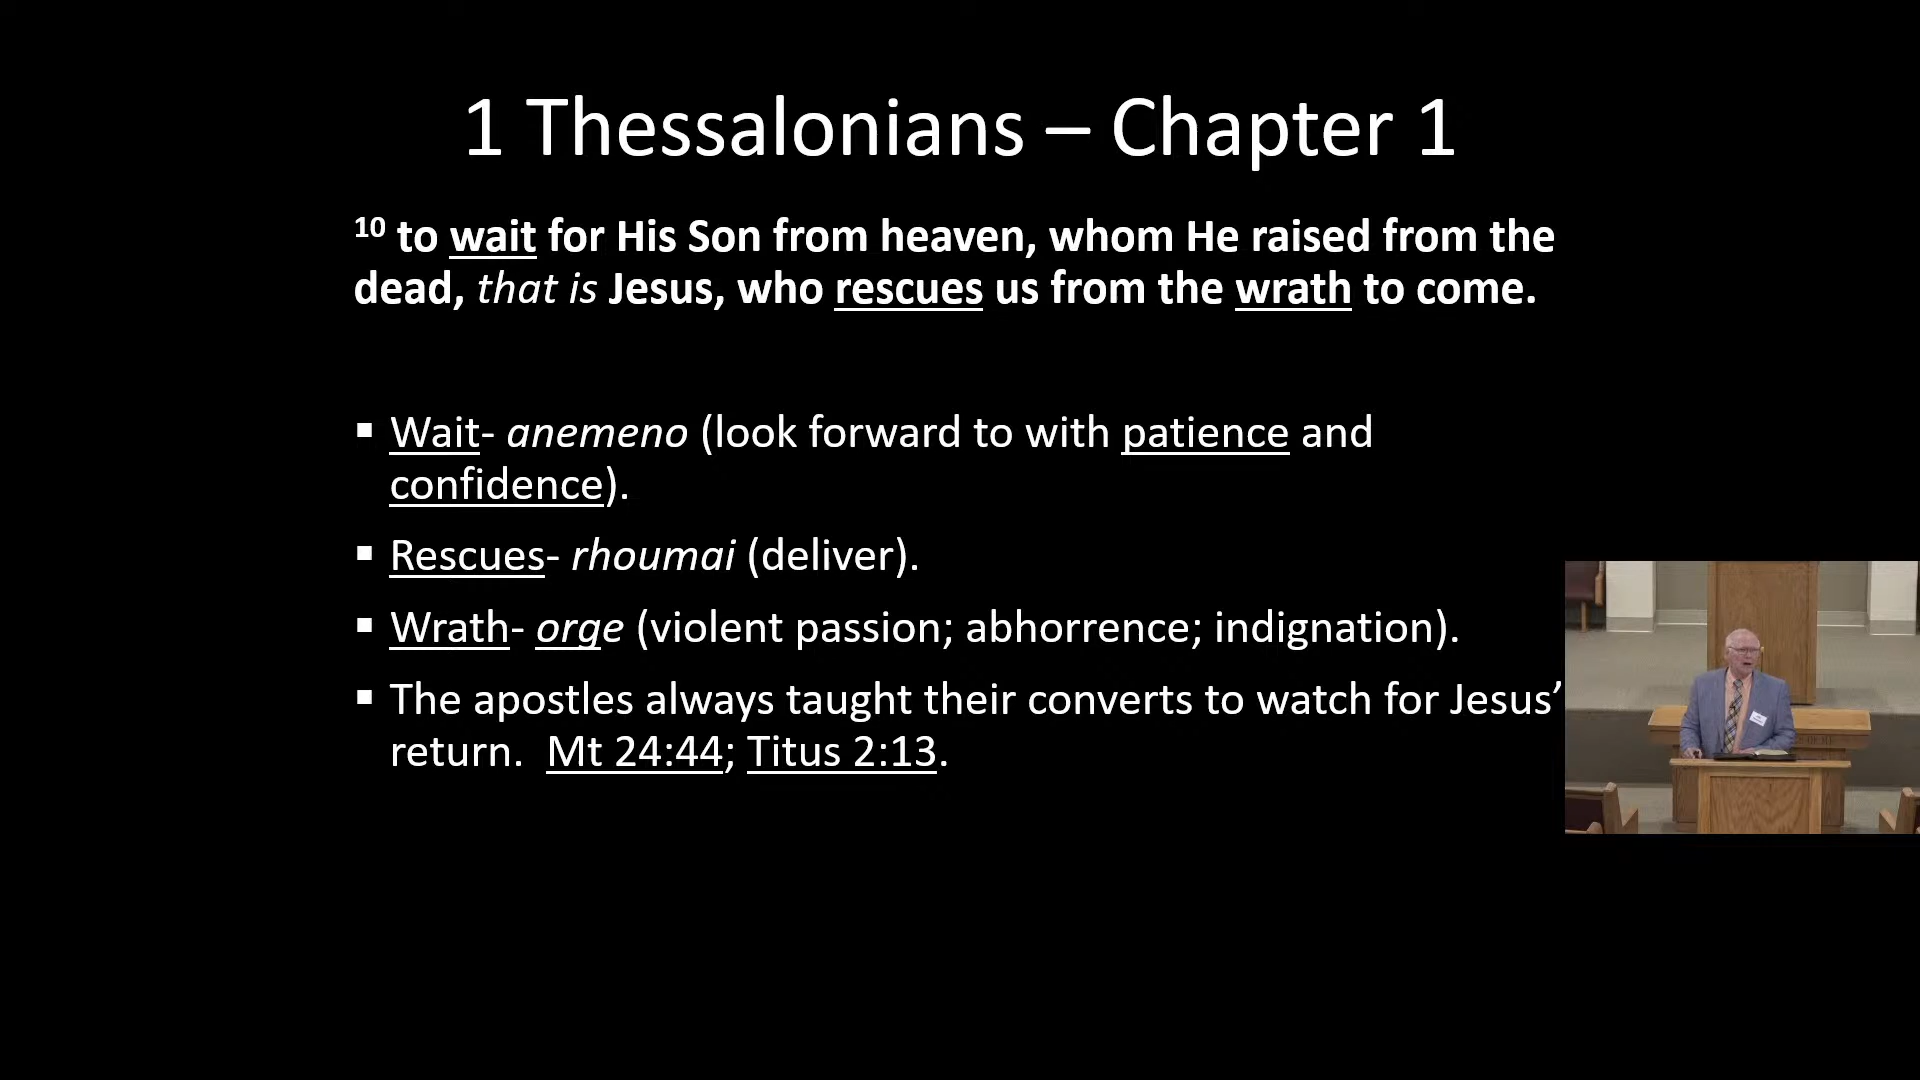 1 Thessalonians – Chapter 1
10 to wait for His Son from heaven, whom He raised from the
dead, that is Jesus, who rescues us from the wrath to come.
▪ Wait- anemeno (look forward to with patience and
confidence).
▪ Rescues- rhoumai (deliver).
▪ Wrath- orge (violent passion; abhorrence; indignation).
▪ The apostles always taught their converts to watch for Jesus’
return. Mt 24:44; Titus 2:13.